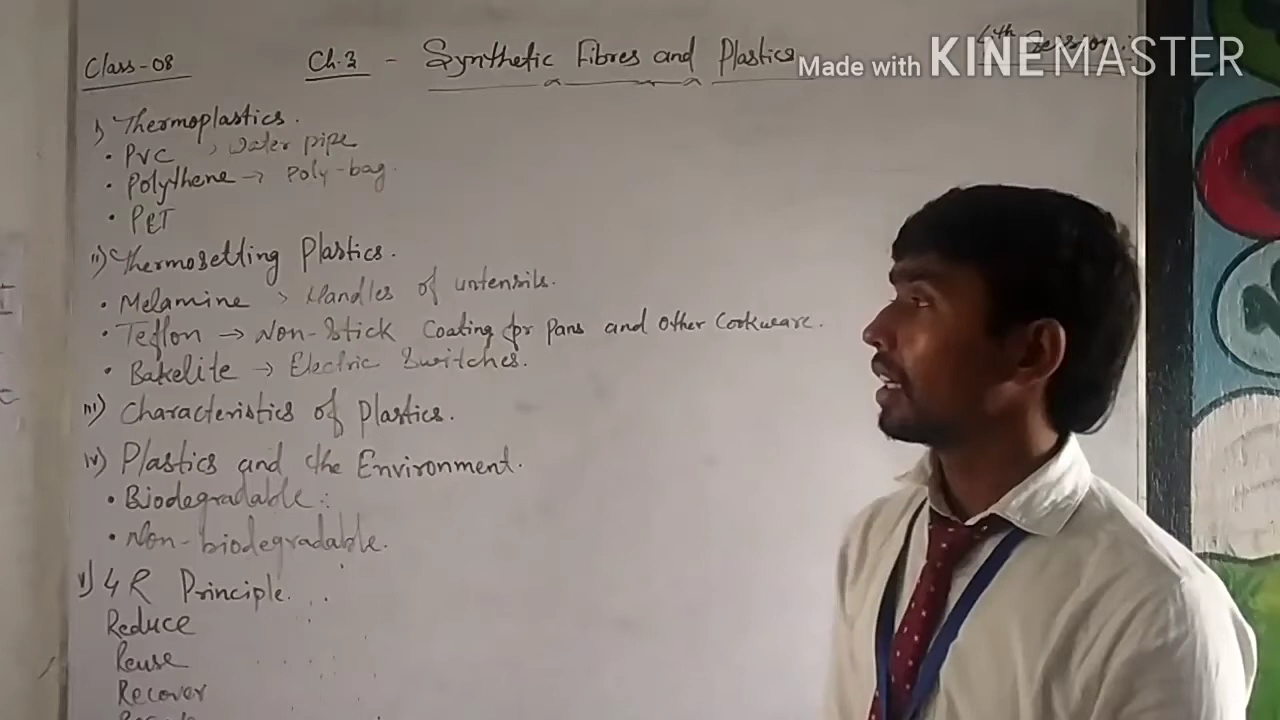 Class-08 Ch.3 - Synthetic Fibres and Plastics 4th Session:
Made with KINEMASTER
i) Thermoplastics.
• PVC → Water pipe
• Polythene → Poly-bag.
• PET
ii) Thermosetting Plastics.
• Melamine → Handles of untensils.
• Teflon → Non-Stick Coating for Pans and Other Cookware.
• Bakelite → Electric Switches.
iii) Characteristics of Plastics.
iv) Plastics and the Environment.
• Biodegradable:
• Non-biodegradable.
v) 4 R Principle.
Reduce
Reuse
Recover